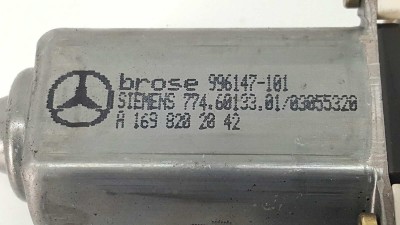 brose 996147-101
SIEMENS 774.60133.01/03055320
A 169 820 20 42